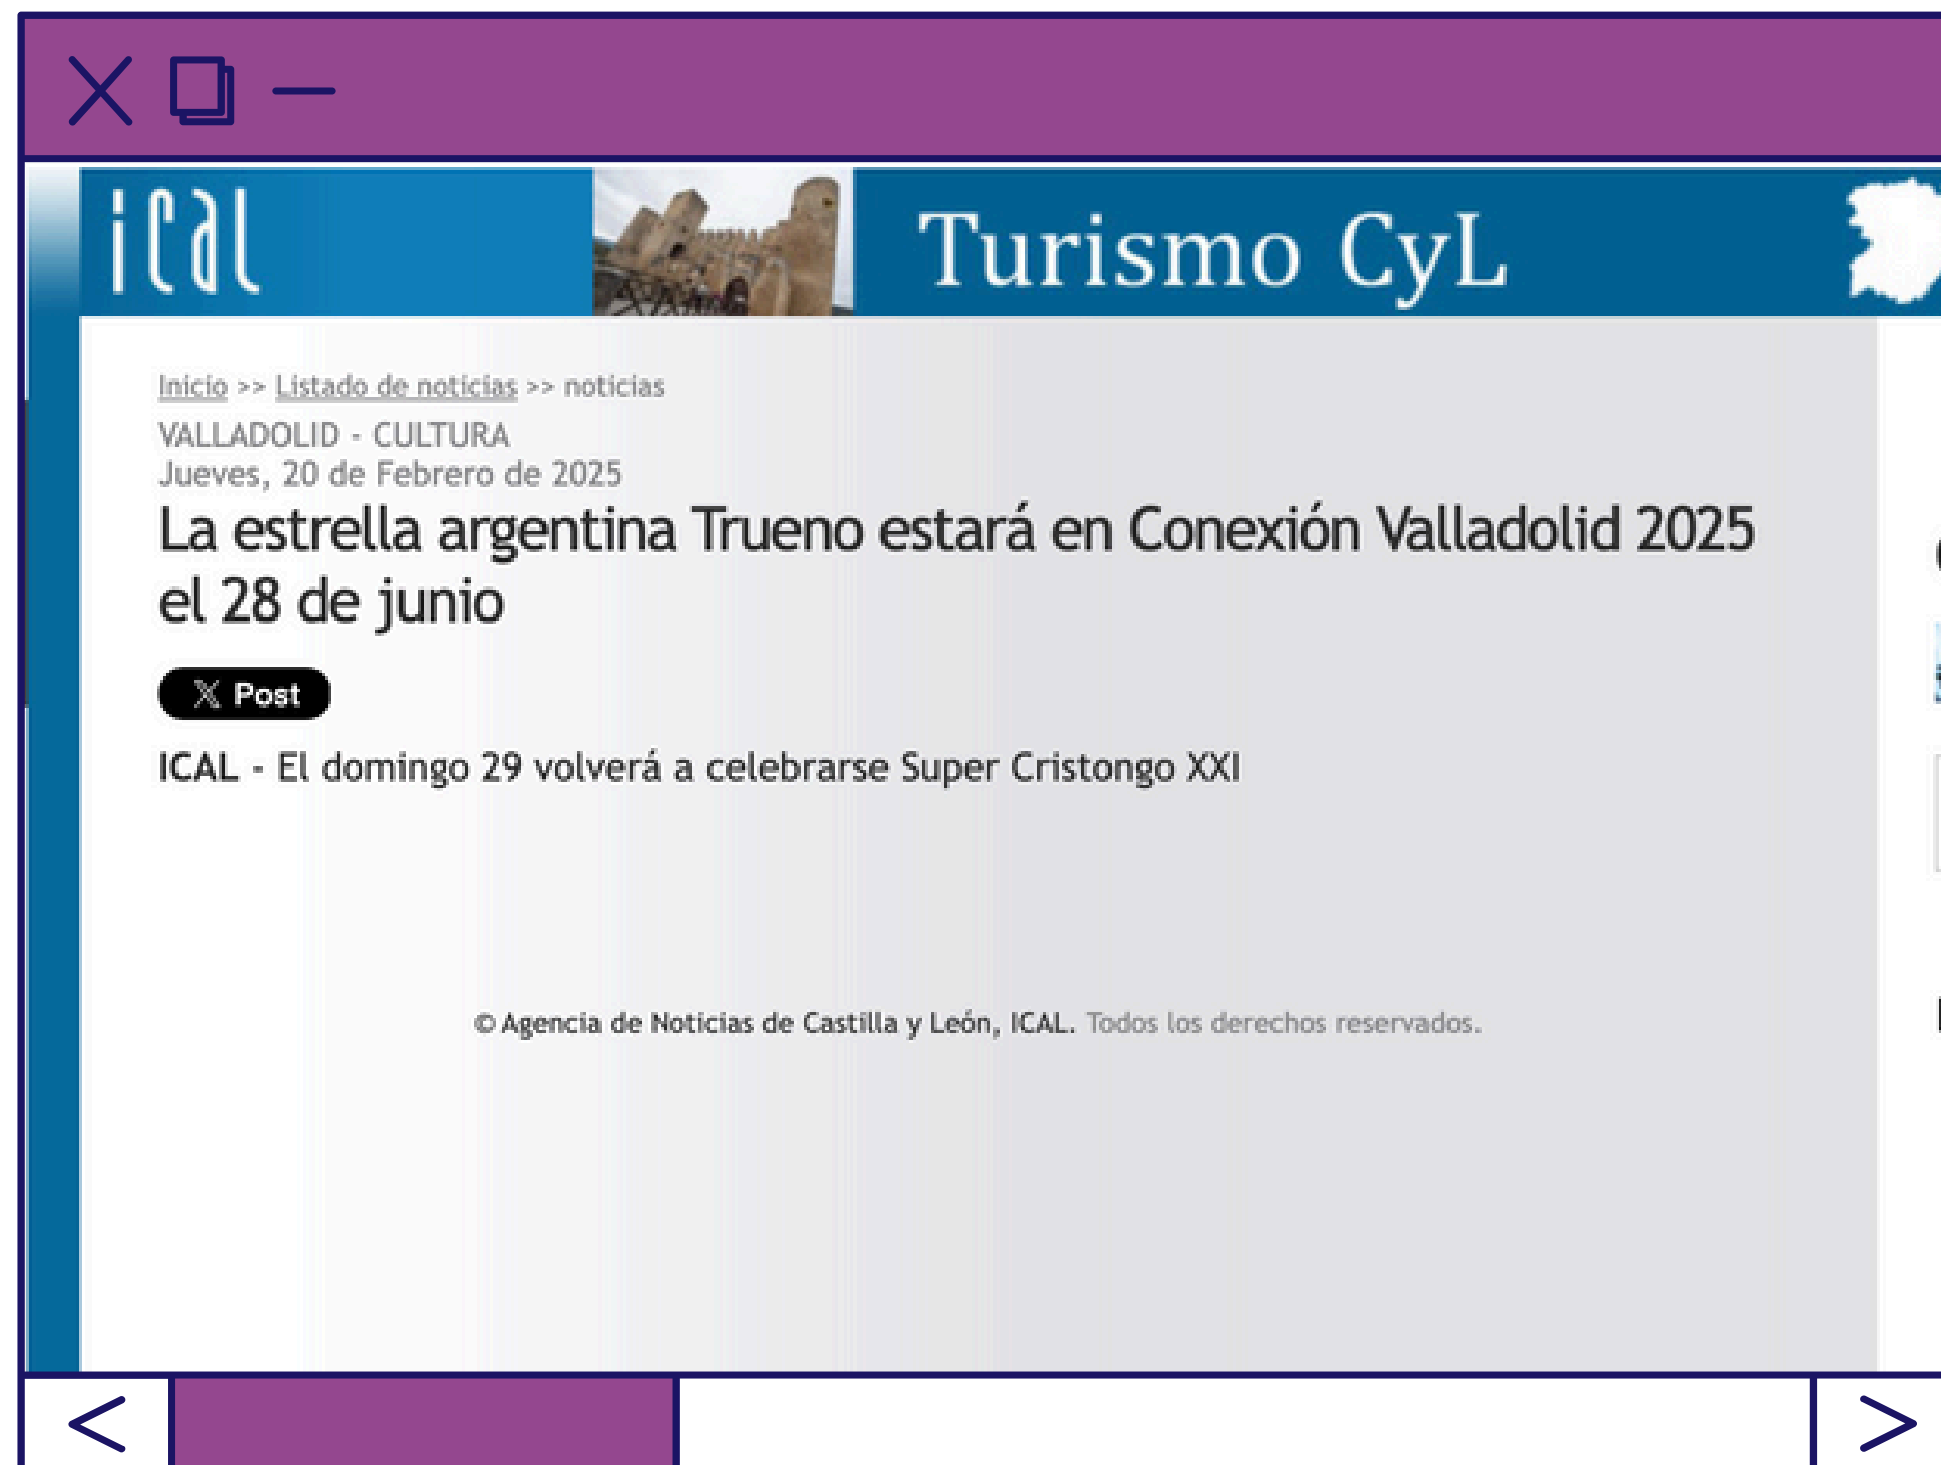 ical
Turismo CyL
Inicio >> Listado de noticias >> noticias
VALLADOLID - CULTURA
Jueves, 20 de Febrero de 2025
La estrella argentina Trueno estará en Conexión Valladolid 2025
el 28 de junio
X Post
ICAL - El domingo 29 volverá a celebrarse Super Cristongo XXI
© Agencia de Noticias de Castilla y León, ICAL. Todos los derechos reservados.